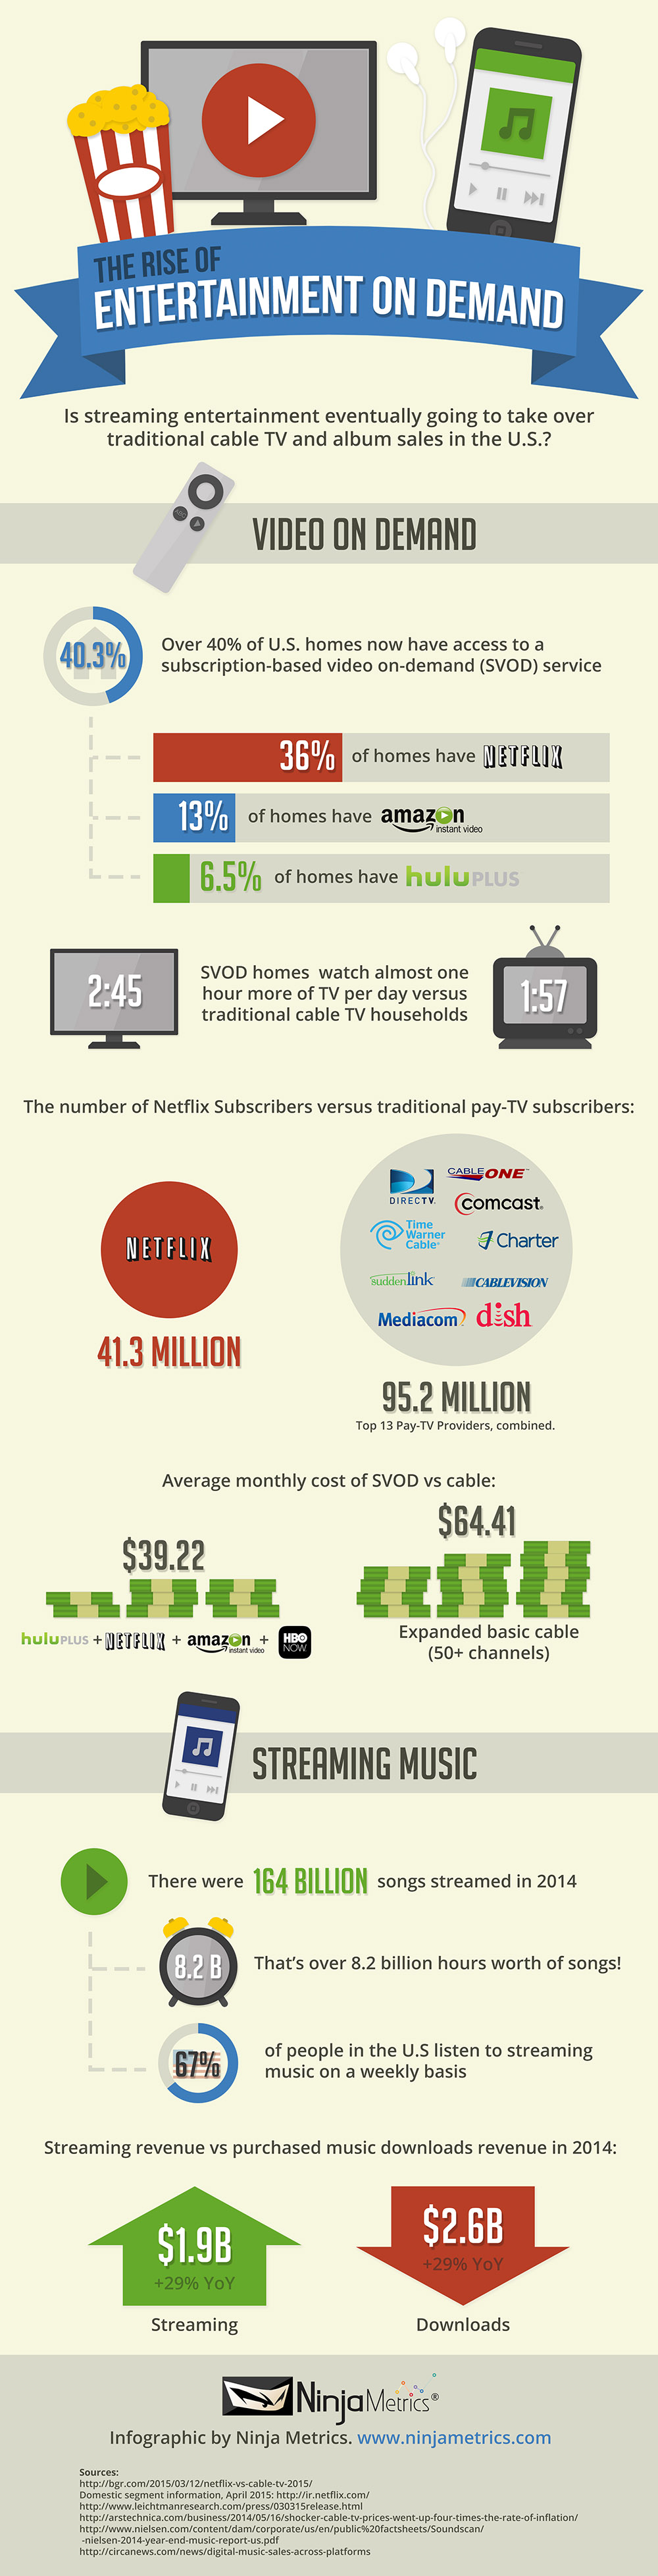 THE RISE OF
ENTERTAINMENT ON DEMAND
Is streaming entertainment eventually going to take over
traditional cable TV and album sales in the U.S.?
VIDEO ON DEMAND
40.3%
Over 40% of U.S. homes now have access to a
subscription-based video on-demand (SVOD) service
36% of homes have NETFLIX
13% of homes have amazon
instant video
6.5% of homes have huluPLUS
2:45
SVOD homes watch almost one
hour more of TV per day versus
traditional cable TV households
1:57
The number of Netflix Subscribers versus traditional pay-TV subscribers:
NETFLIX
41.3 MILLION
DIRECTV.
CABLE ONE
comcast.
Time
Warner
Cable
Charter
suddenlink
CABLEVISION
Mediacom
dish
95.2 MILLION
Top 13 Pay-TV Providers, combined.
Average monthly cost of SVOD vs cable:
$39.22
huluPLUS + NETFLIX + amazon + HBO
instant video
NOW
$64.41
Expanded basic cable
(50+ channels)
STREAMING MUSIC
There were 164 BILLION songs streamed in 2014
8.2 B
That's over 8.2 billion hours worth of songs!
67%
of people in the U.S listen to streaming
music on a weekly basis
Streaming revenue vs purchased music downloads revenue in 2014:
$1.9B
+29% YoY
Streaming
$2.6B
+29% YoY
Downloads
NinjaMetrics®
Infographic by Ninja Metrics. www.ninjametrics.com
Sources:
http://bgr.com/2015/03/12/netflix-vs-cable-tv-2015/
Domestic segment information, April 2015: http://ir.netflix.com/
http://www.leichtmanresearch.com/press/030315release.html
http://arstechnica.com/business/2014/05/16/shocker-cable-tv-prices-went-up-four-times-the-rate-of-inflation/
http://www.nielsen.com/content/dam/corporate/us/en/public%20factsheets/Soundscan/
-nielsen-2014-year-end-music-report-us.pdf
http://circanews.com/news/digital-music-sales-across-platforms